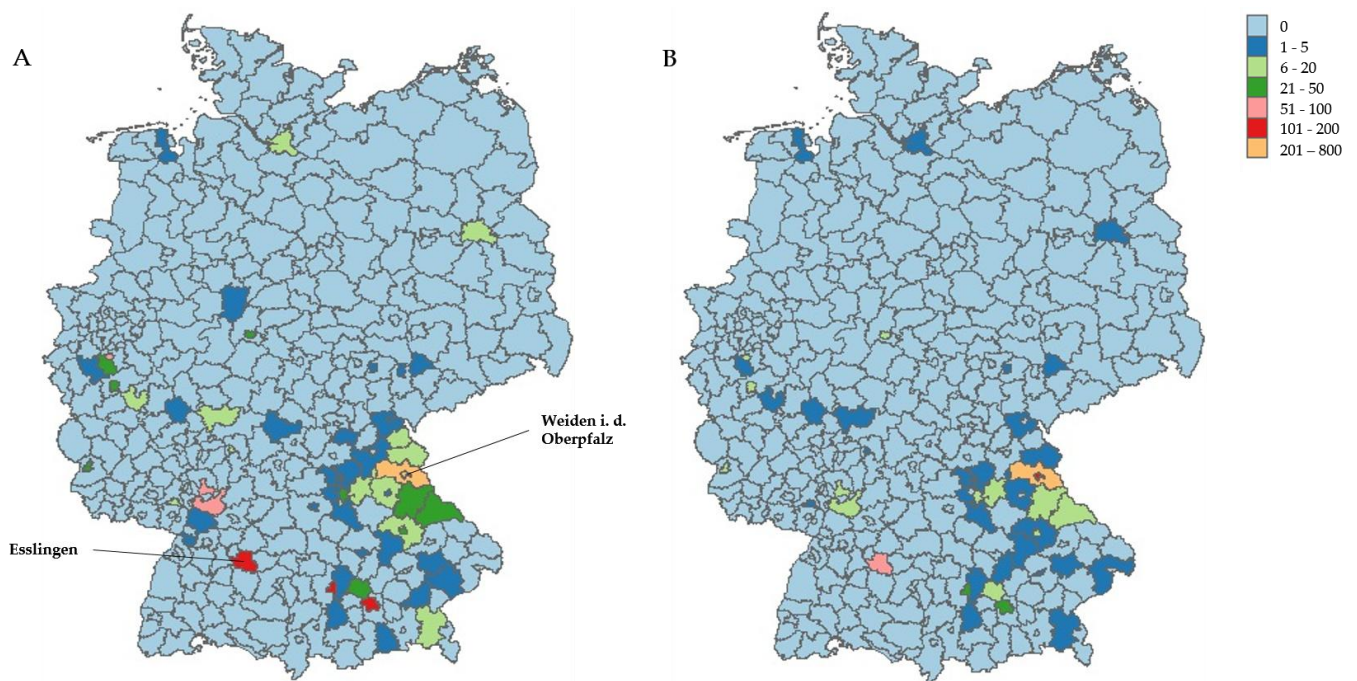 A
B
0
1 - 5
6 - 20
21 - 50
51 - 100
101 - 200
201 – 800
Weiden i. d.
Oberpfalz
Esslingen